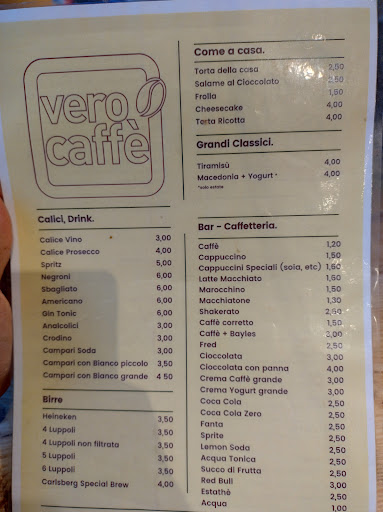 vero
caffè
Calici, Drink.
Calice Vino 3,00
Calice Prosecco 4,00
Spritz 5,00
Negroni 6,00
Sbagliato 6,00
Americano 6,00
Gin Tonic 6,00
Analcolici 3,00
Crodino 3,00
Campari Soda 3,00
Campari con Bianco piccolo 3,50
Campari con Bianco grande 4 50
Birre
Heineken 3,50
4 Luppoli 3,50
4 Luppoli non filtrata 3,50
5 Luppoli 3,50
6 Luppoli 3,50
Carlsberg Special Brew 4,00
Come a casa.
Torta della casa 2,50
Salame al Cioccolato 2,50
Frolla 1,50
Cheesecake 4,00
Torta Ricotta 4,00
Grandi Classici.
Tiramisù 4,00
Macedonia + Yogurt * 4,00
*solo estate
Bar - Caffetteria.
Caffè 1,20
Cappuccino 1,50
Cappuccini Speciali (soia, etc) 1,60
Latte Macchiato 1,50
Marocchino 1,50
Macchiatone 1,30
Shakerato 2,50
Caffè corretto 1,50
Caffè + Bayles 3,00
Fred 2,50
Cioccolata 3,00
Cioccolata con panna 4,00
Crema Caffè grande 3,00
Crema Yogurt grande 3,00
Coca Cola 2,50
Coca Cola Zero 2,50
Fanta 2,50
Sprite 2,50
Lemon Soda 2,50
Acqua Tonica 2,50
Succo di Frutta 2,50
Red Bull 3,00
Estathè 2,50
Acqua 1,00